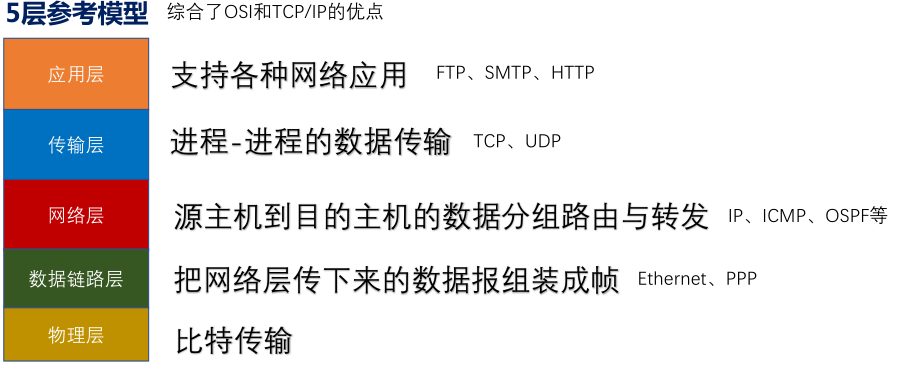 5层参考模型 综合了OSI和TCP/IP的优点
应用层 支持各种网络应用 FTP、SMTP、HTTP
传输层 进程-进程的数据传输 TCP、UDP
网络层 源主机到目的主机的数据分组路由与转发 IP、ICMP、OSPF等
数据链路层 把网络层传下来的数据报组装成帧 Ethernet、PPP
物理层 比特传输